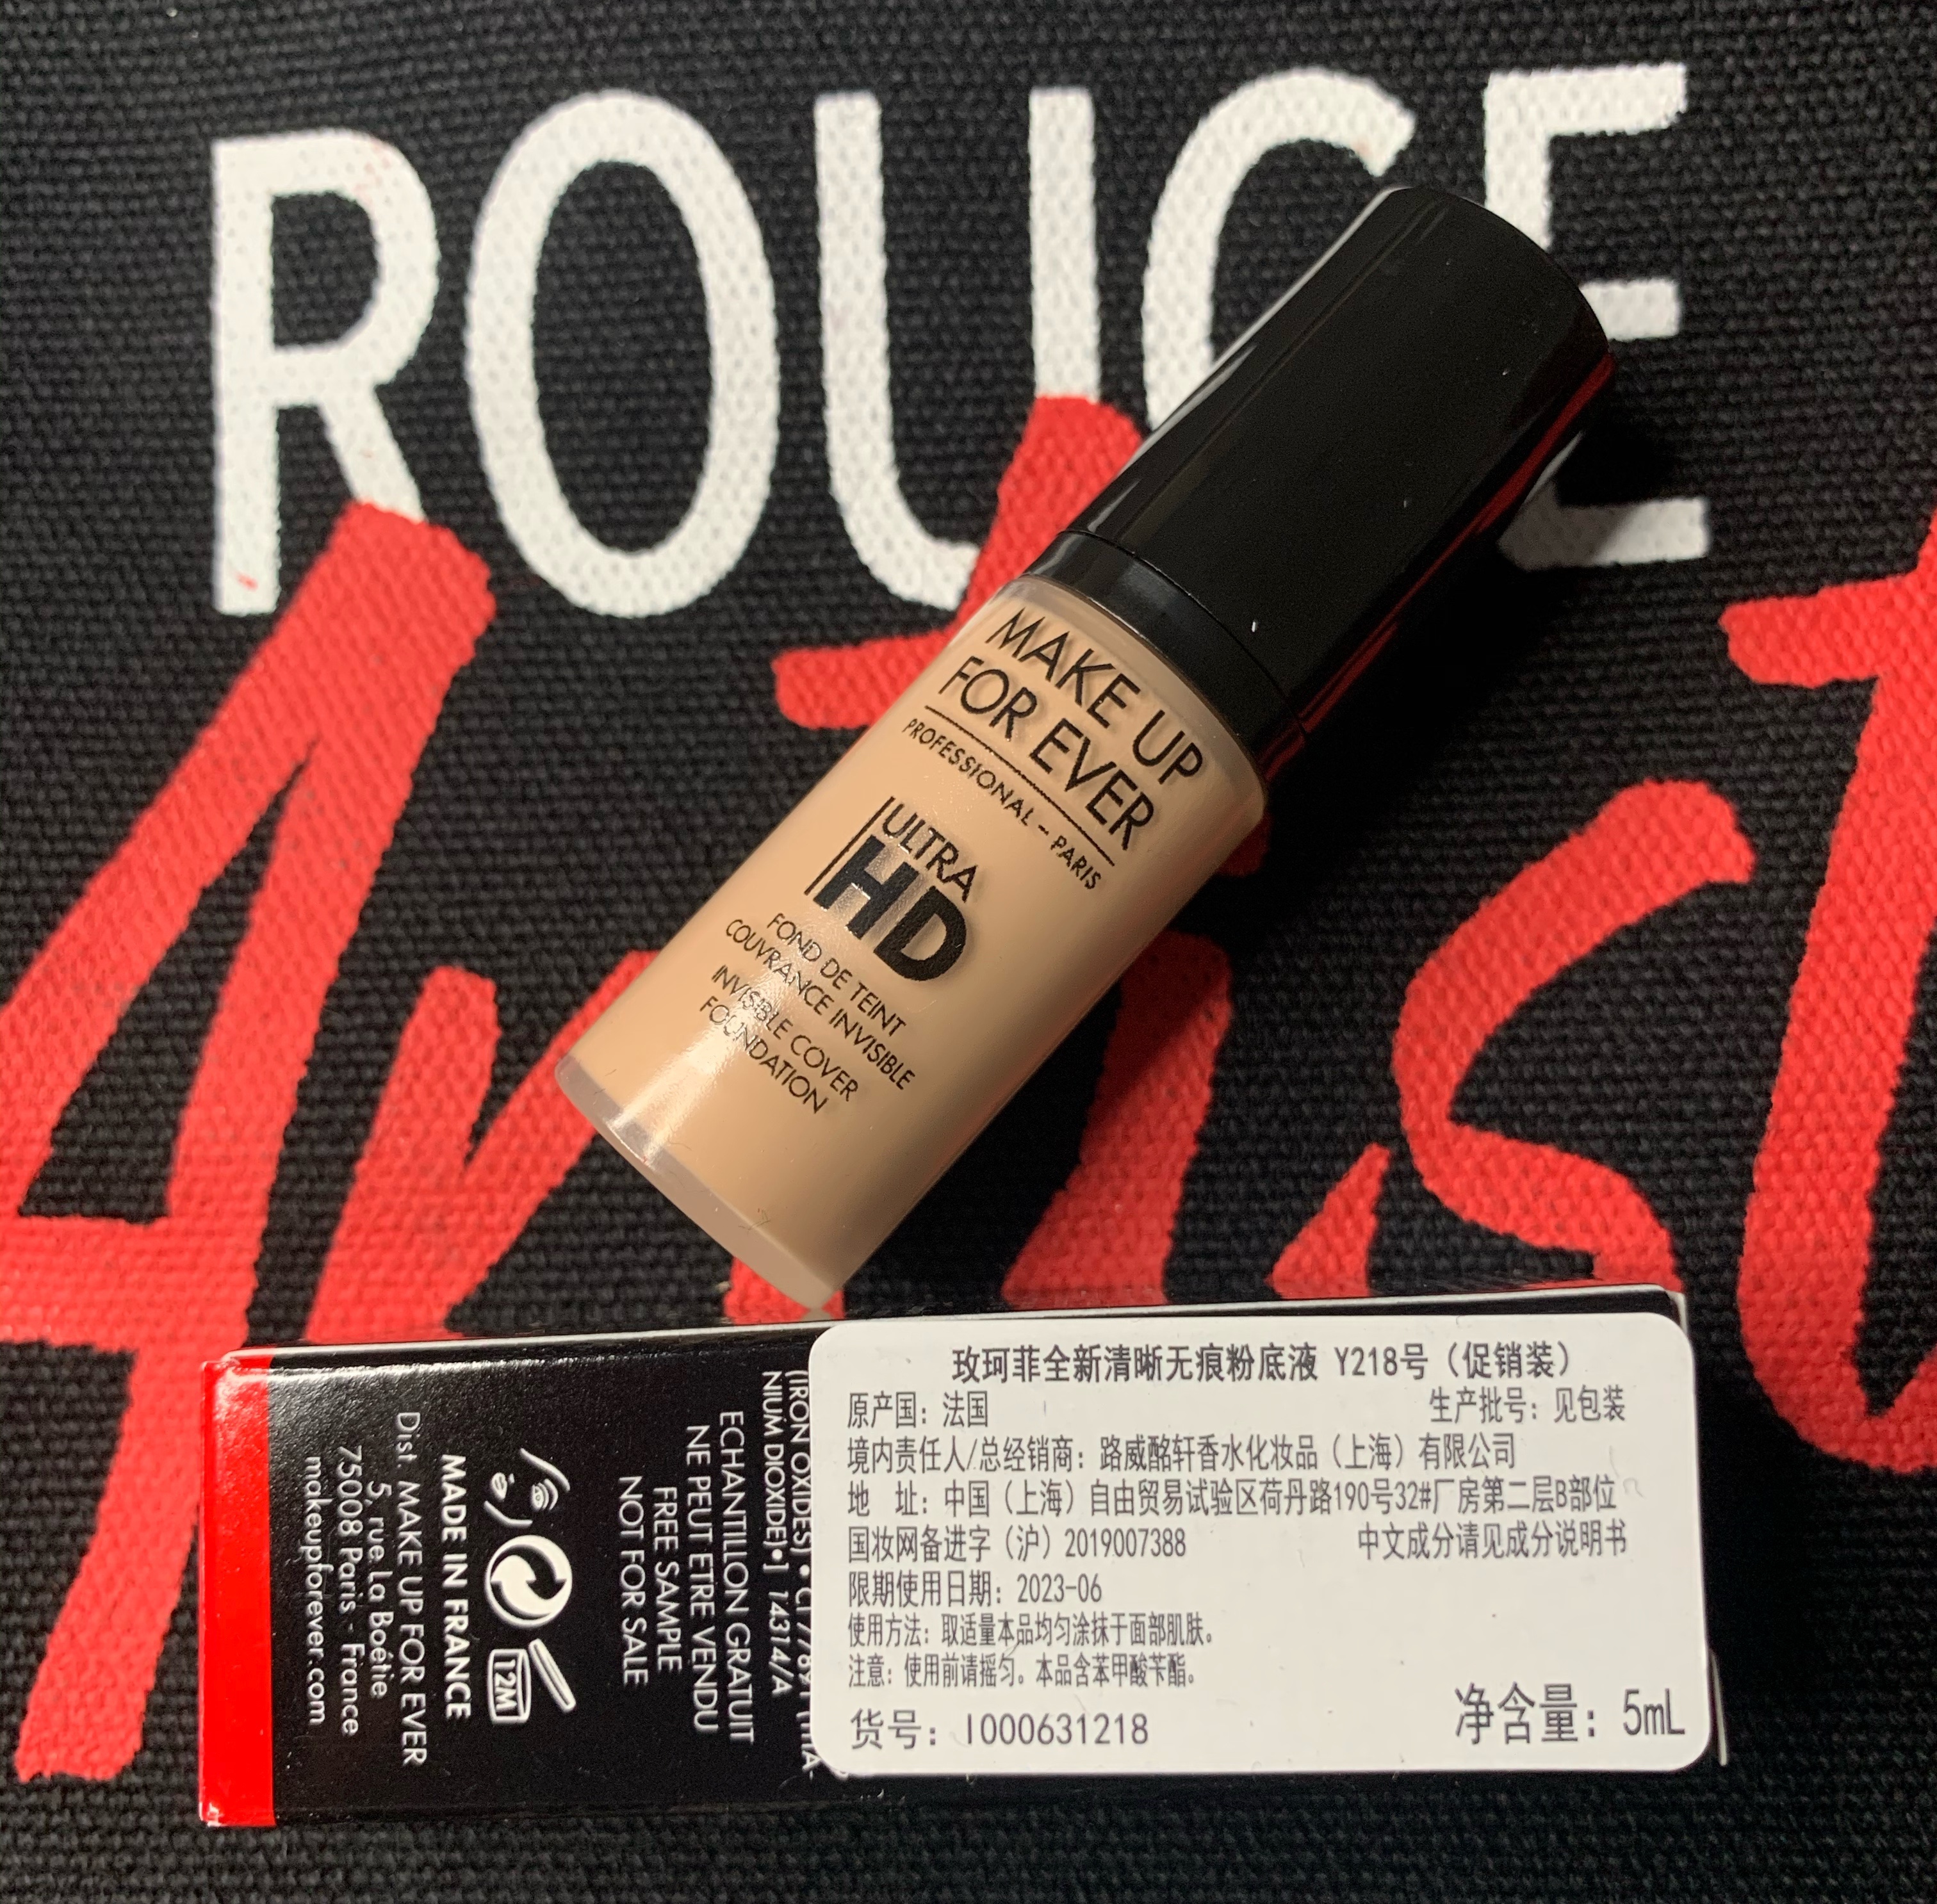 ROUGE
Artist
MAKE UP
FOR EVER
PROFESSIONAL – PARIS
ULTRA
HD
FOND DE TEINT
COUVRANCE INVISIBLE
INVISIBLE COVER
FOUNDATION
(IRON OXIDES) •
NIUM DIOXIDE)•] 14314/A
ECHANTILLON GRATUIT
NE PEUT ETRE VENDU
FREE SAMPLE
NOT FOR SALE
12M
MADE IN FRANCE
Dist. MAKE UP FOR EVER
5, rue La Boétie
75008 Paris - France
makeupforever.com
玫珂菲全新清晰无痕粉底液 Y218号（促销装）
原产国：法国 生产批号：见包装
境内责任人/总经销商：路威酩轩香水化妆品（上海）有限公司
地 址：中国（上海）自由贸易试验区荷丹路190号32#厂房第二层B部位
国妆网备进字（沪）2019007388 中文成分请见成分说明书
限期使用日期：2023-06
使用方法：取适量本品均匀涂抹于面部肌肤。
注意：使用前请摇匀。本品含苯甲酸苄酯。
货号：I000631218 净含量：5mL